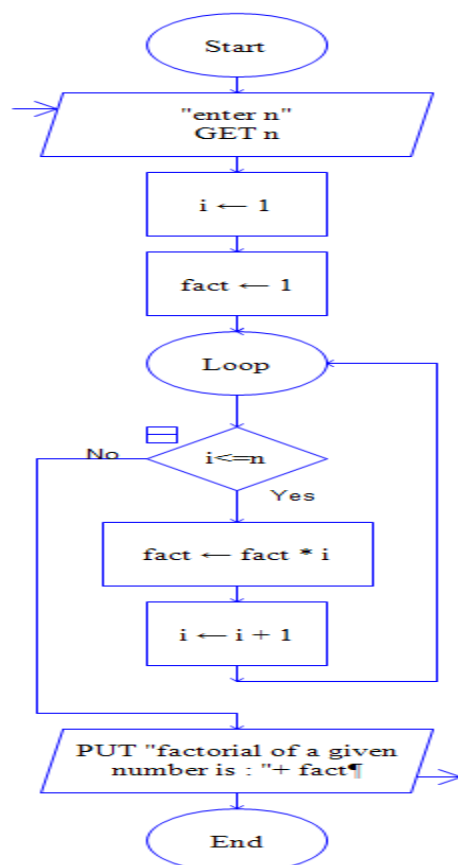 Start
"enter n"
GET n
i ← 1
fact ← 1
Loop
i<=n
No
Yes
fact ← fact * i
i ← i + 1
PUT "factorial of a given
number is : "+ fact¶
End